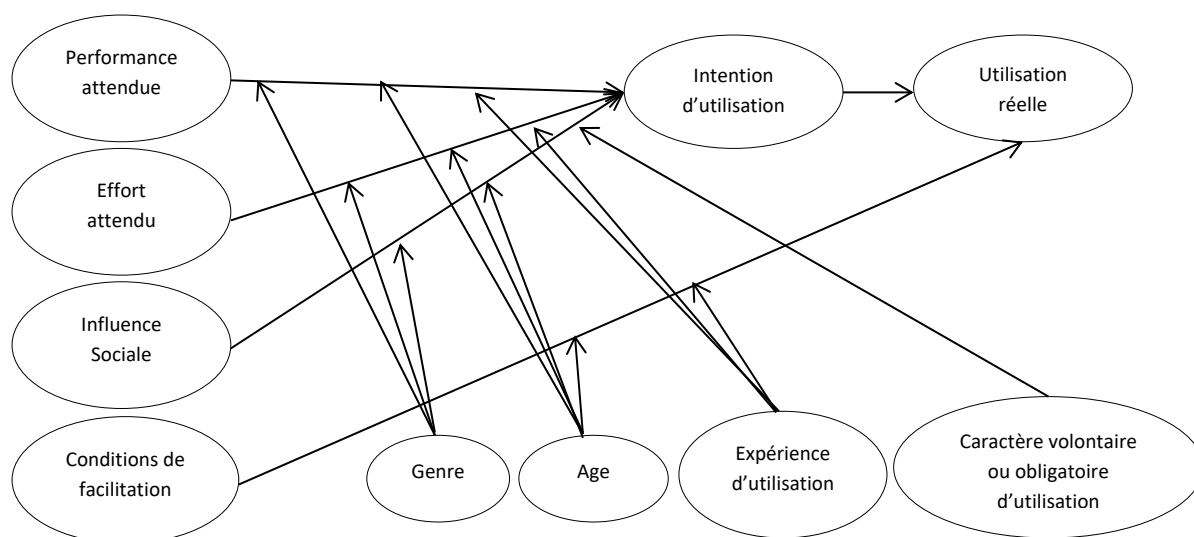 Performance
attendue
Intention
d’utilisation
Utilisation
réelle
Effort
attendu
Influence
Sociale
Conditions de
facilitation
Genre
Age
Expérience
d’utilisation
Caractère volontaire
ou obligatoire
d’utilisation